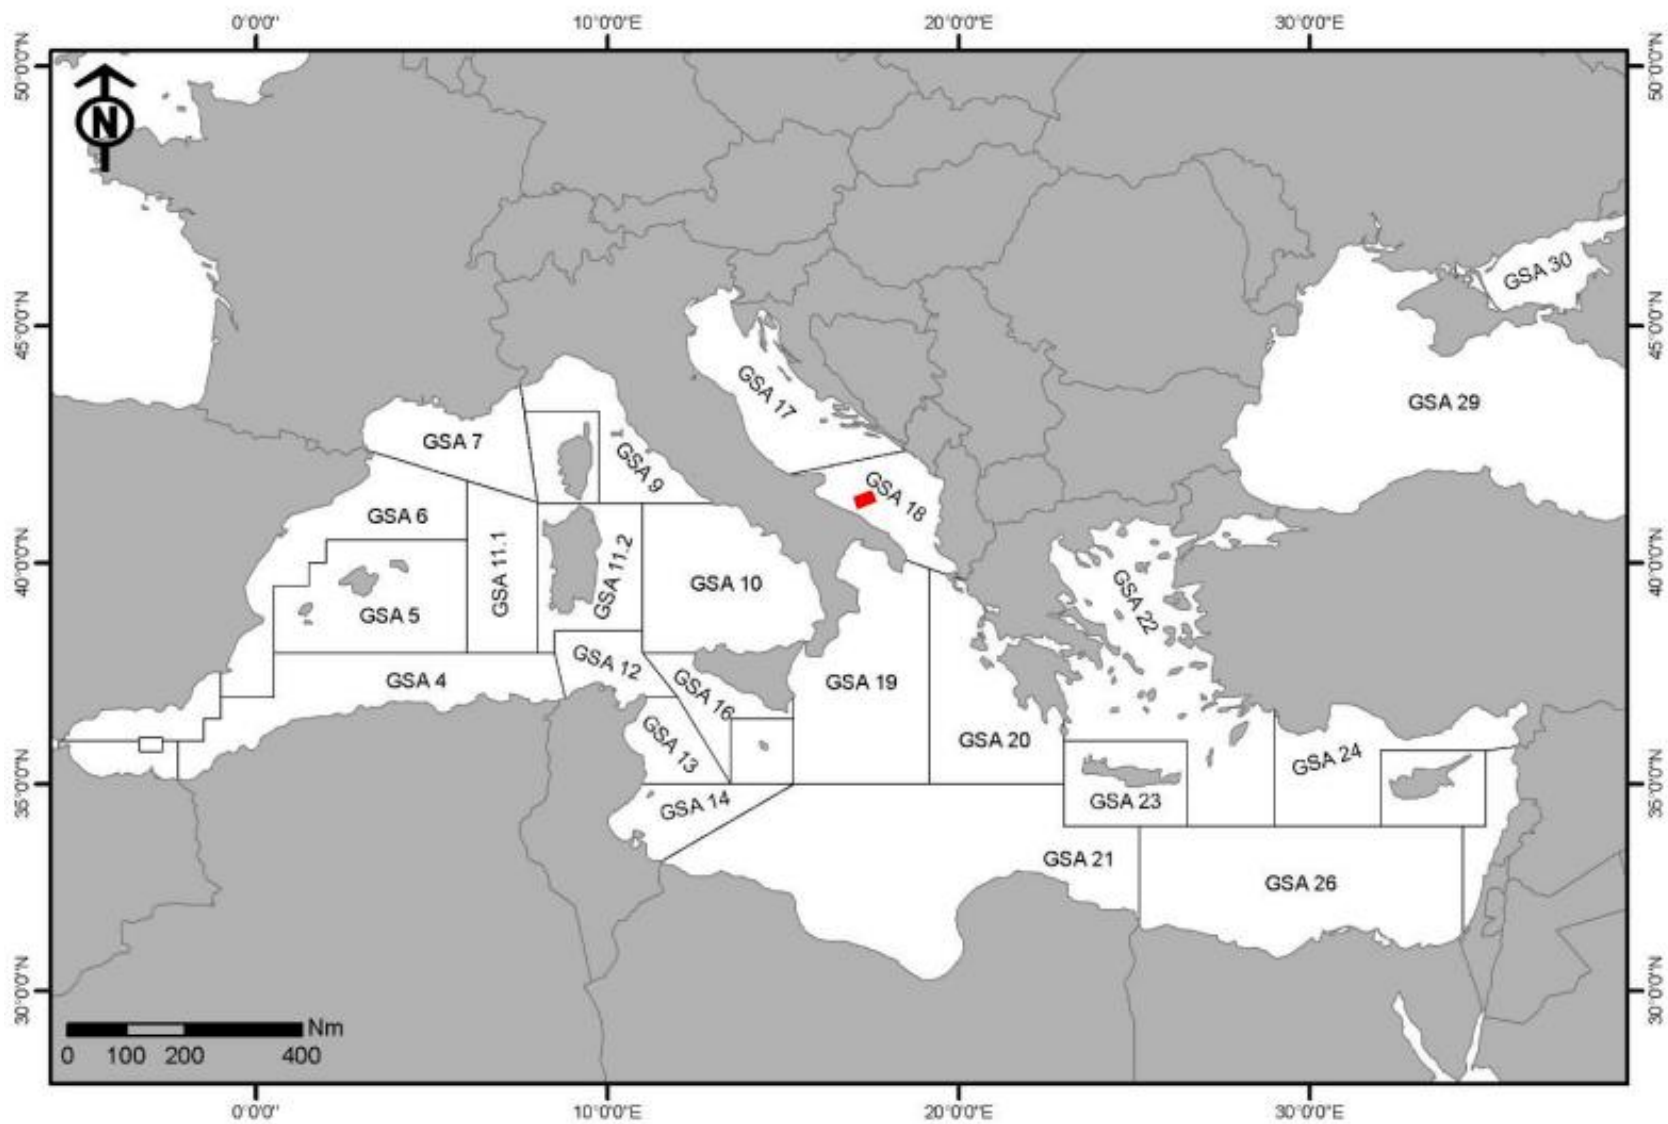 0°0'0"
10°0'0"E
20°0'0"E
30°0'0"E
50°0'0"N
50°0'0"N
N
GSA 30
45°0'0"N
45°0'0"N
GSA 17
GSA 29
GSA 7
GSA 9
GSA 18
GSA 6
GSA 11.1
GSA 11.2
40°0'0"N
40°0'0"N
GSA 10
GSA 22
GSA 5
GSA 12
GSA 4
GSA 16
GSA 19
GSA 13
GSA 20
GSA 24
35°0'0"N
35°0'0"N
GSA 14
GSA 23
GSA 21
GSA 26
30°0'0"N
30°0'0"N
Nm
0 100 200 400
0°0'0"
10°0'0"E
20°0'0"E
30°0'0"E